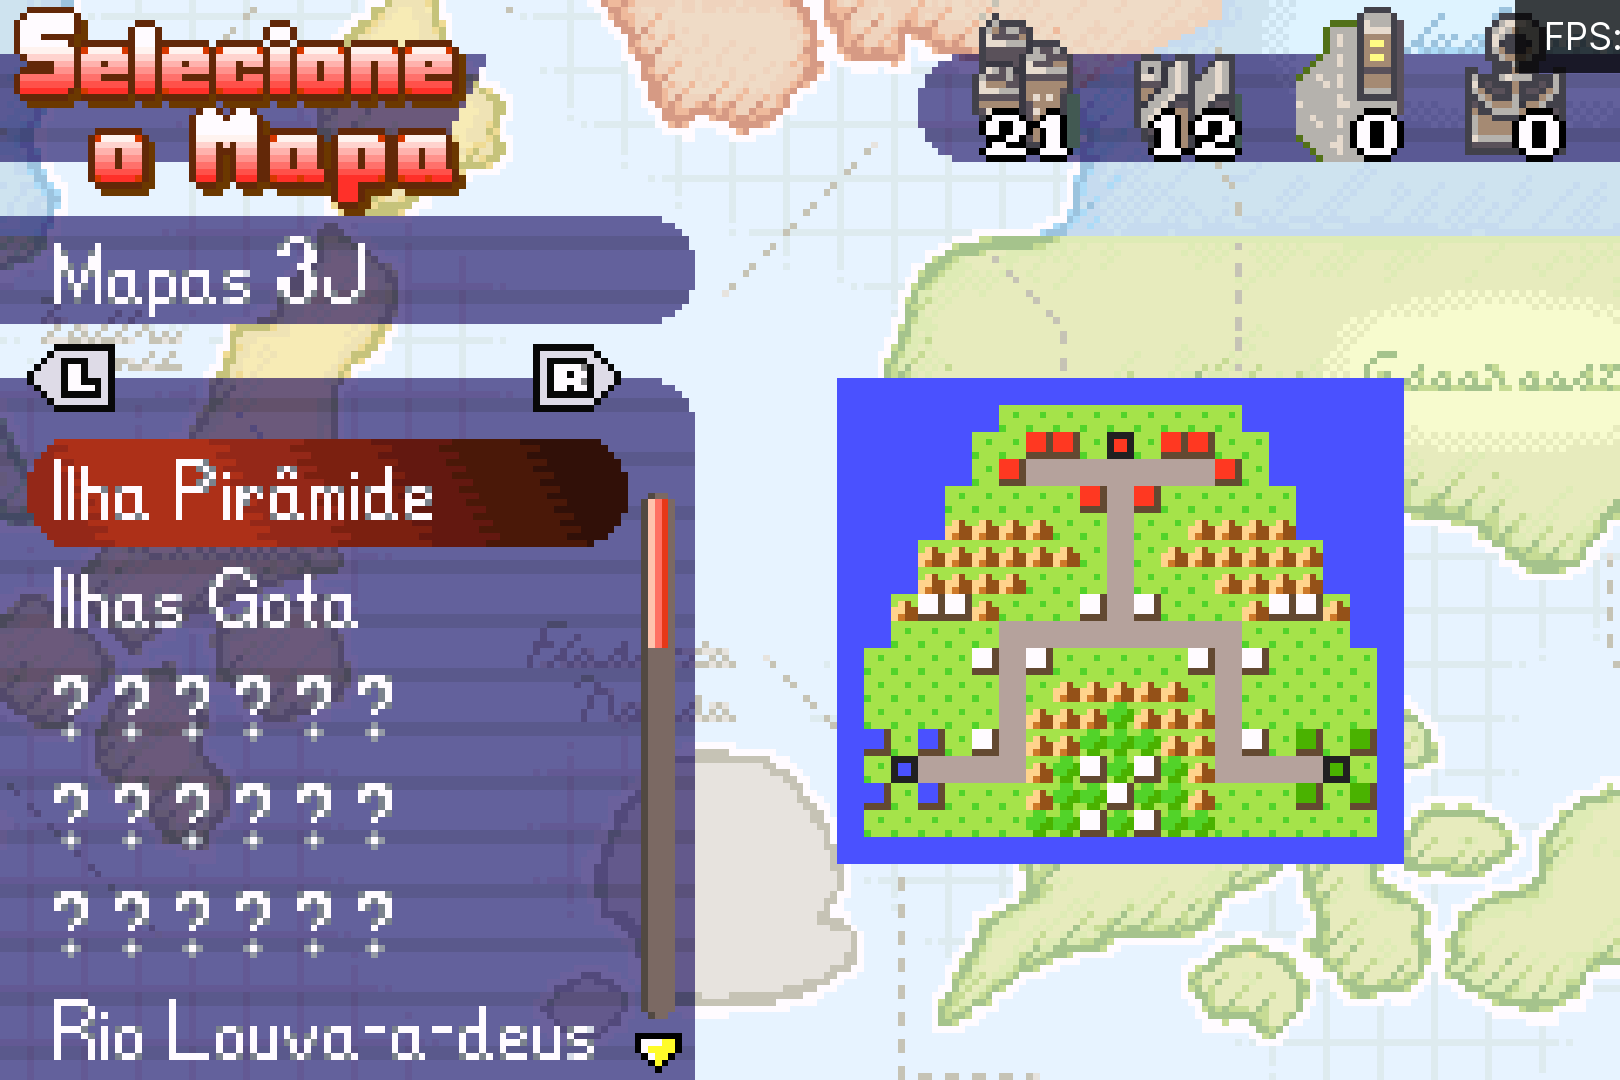 Selecione
o Mapa
FPS:
21 12 0 0
Mapas 3J
L R
Ilha Pirâmide
Ilhas Gota
? ? ? ? ? ?
? ? ? ? ? ?
? ? ? ? ? ?
Rio Louva-a-deus